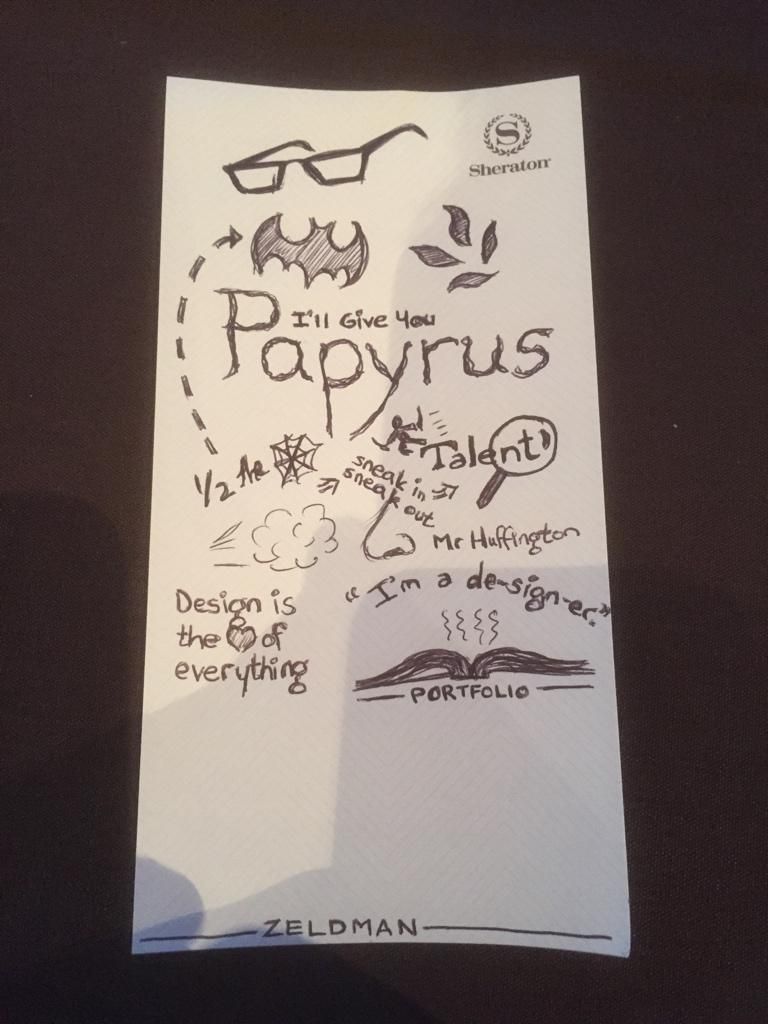 S
Sheraton
I'll Give You
Papyrus
Talent
1/2 the
sneak in
sneak out
Mr Huffington
"I'm a de-sign-er."
Design is
the of
everything
PORTFOLIO
ZELDMAN